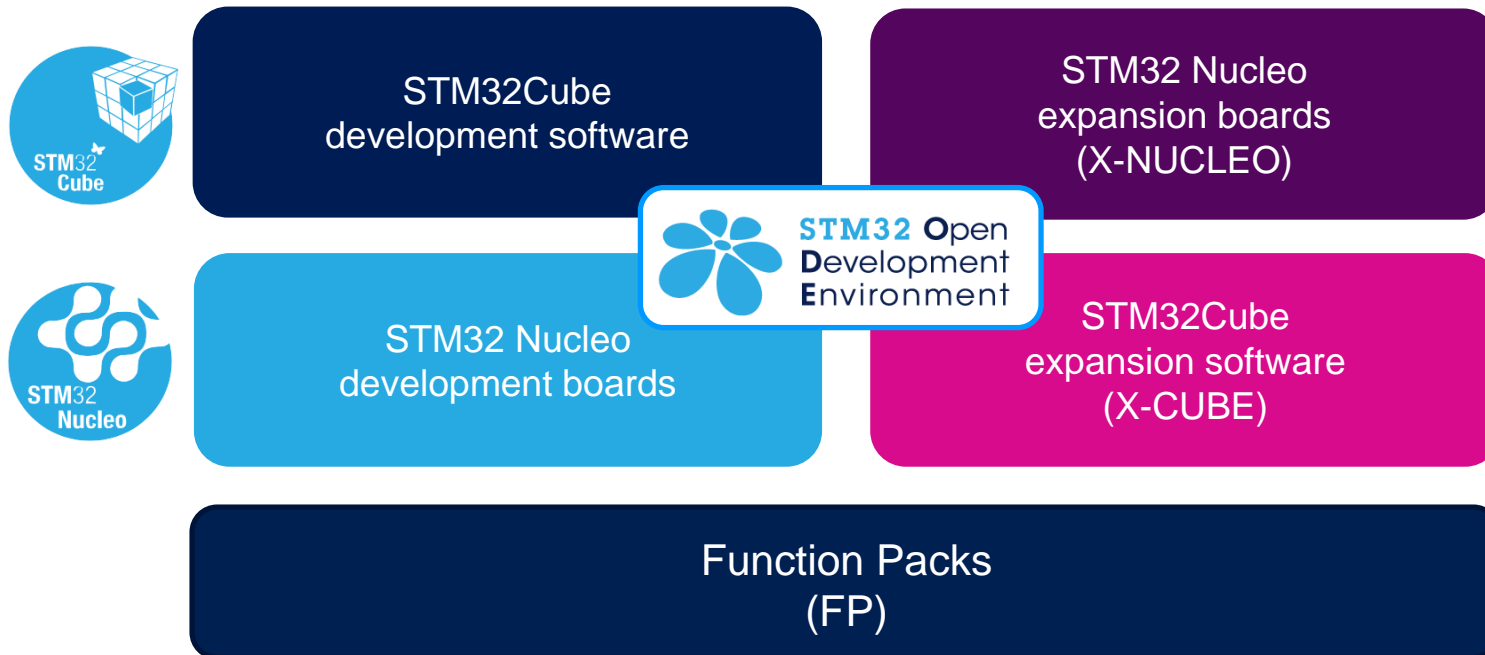 STM32
Cube
STM32Cube
development software
STM32 Nucleo
expansion boards
(X-NUCLEO)
STM32 Open
Development
Environment
STM32
Nucleo
STM32 Nucleo
development boards
STM32Cube
expansion software
(X-CUBE)
Function Packs
(FP)